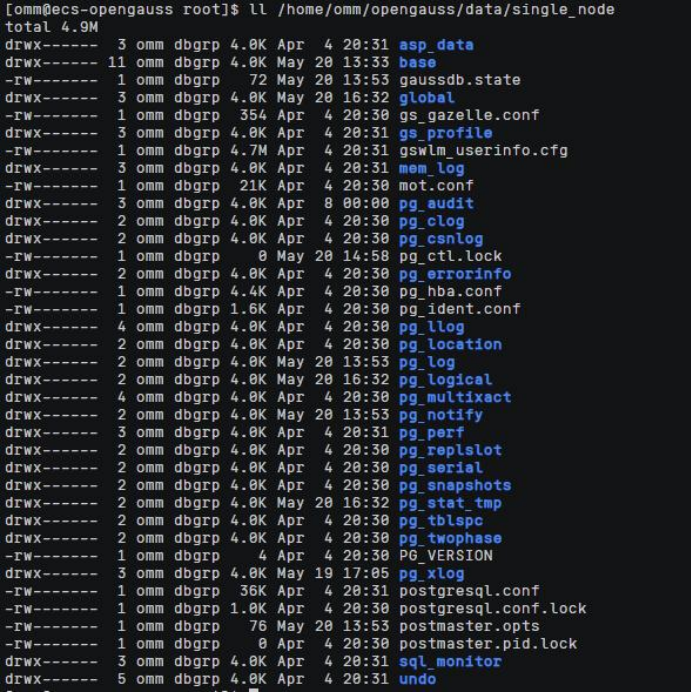 [omm@ecs-opengauss root]$ ll /home/omm/opengauss/data/single_node
total 4.9M
drwx------  3 omm dbgrp 4.0K Apr  4 20:31 asp_data
drwx------ 11 omm dbgrp 4.0K May 20 13:33 base
-rw-------  1 omm dbgrp   72 May 20 13:53 gaussdb.state
drwx------  3 omm dbgrp 4.0K May 20 16:32 global
-rw-------  1 omm dbgrp  354 Apr  4 20:30 gs_gazelle.conf
drwx------  3 omm dbgrp 4.0K Apr  4 20:31 gs_profile
-rw-------  1 omm dbgrp 4.7M Apr  4 20:31 gswlm_userinfo.cfg
drwx------  3 omm dbgrp 4.0K Apr  4 20:31 mem_log
-rw-------  1 omm dbgrp  21K Apr  4 20:30 mot.conf
drwx------  3 omm dbgrp 4.0K Apr  8 00:00 pg_audit
drwx------  2 omm dbgrp 4.0K Apr  4 20:30 pg_clog
drwx------  2 omm dbgrp 4.0K Apr  4 20:30 pg_csnlog
-rw-------  1 omm dbgrp    0 May 20 14:58 pg_ctl.lock
drwx------  2 omm dbgrp 4.0K Apr  4 20:30 pg_errorinfo
-rw-------  1 omm dbgrp 4.4K Apr  4 20:30 pg_hba.conf
-rw-------  1 omm dbgrp 1.6K Apr  4 20:30 pg_ident.conf
drwx------  4 omm dbgrp 4.0K Apr  4 20:30 pg_llog
drwx------  2 omm dbgrp 4.0K Apr  4 20:30 pg_location
drwx------  2 omm dbgrp 4.0K May 20 13:53 pg_log
drwx------  2 omm dbgrp 4.0K May 20 16:32 pg_logical
drwx------  4 omm dbgrp 4.0K Apr  4 20:30 pg_multixact
drwx------  2 omm dbgrp 4.0K May 20 13:53 pg_notify
drwx------  3 omm dbgrp 4.0K Apr  4 20:31 pg_perf
drwx------  2 omm dbgrp 4.0K Apr  4 20:30 pg_replslot
drwx------  2 omm dbgrp 4.0K Apr  4 20:30 pg_serial
drwx------  2 omm dbgrp 4.0K Apr  4 20:30 pg_snapshots
drwx------  2 omm dbgrp 4.0K May 20 16:32 pg_stat_tmp
drwx------  2 omm dbgrp 4.0K Apr  4 20:30 pg_tblspc
drwx------  2 omm dbgrp 4.0K Apr  4 20:30 pg_twophase
-rw-------  1 omm dbgrp    4 Apr  4 20:30 PG_VERSION
drwx------  3 omm dbgrp 4.0K May 19 17:05 pg_xlog
-rw-------  1 omm dbgrp  36K Apr  4 20:31 postgresql.conf
-rw-------  1 omm dbgrp 1.0K Apr  4 20:30 postgresql.conf.lock
-rw-------  1 omm dbgrp   76 May 20 13:53 postmaster.opts
-rw-------  1 omm dbgrp    0 Apr  4 20:30 postmaster.pid.lock
drwx------  3 omm dbgrp 4.0K Apr  4 20:31 sql_monitor
drwx------  5 omm dbgrp 4.0K Apr  4 20:31 undo